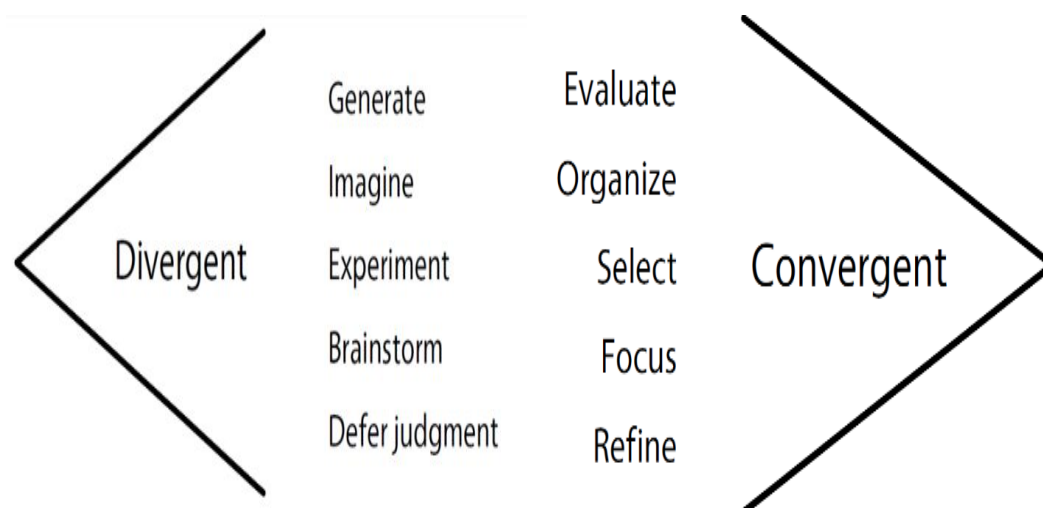 Divergent
Generate
Imagine
Experiment
Brainstorm
Defer judgment
Evaluate
Organize
Select
Focus
Refine
Convergent